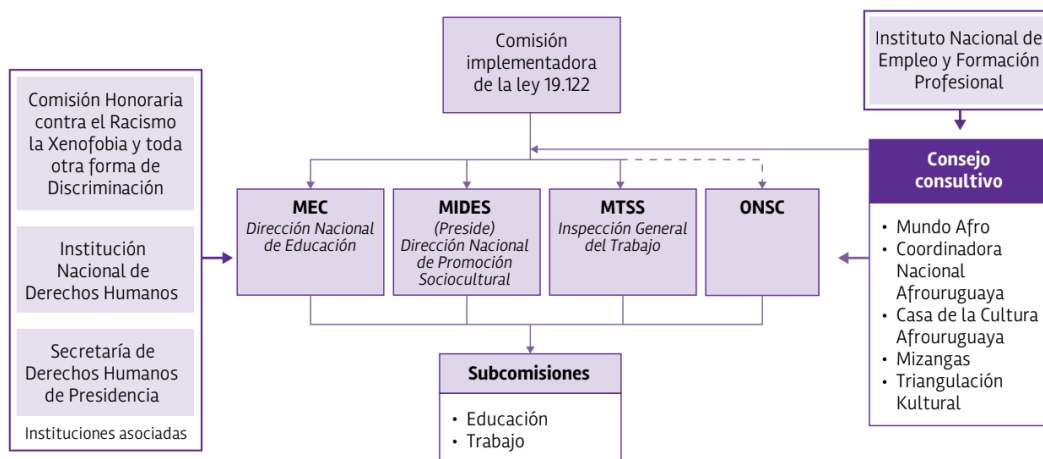 Comisión
implementadora
de la ley 19.122
Instituto Nacional de
Empleo y Formación
Profesional
Comisión Honoraria
contra el Racismo
la Xenofobia y toda
otra forma de
Discriminación
Institución
Nacional de
Derechos Humanos
Secretaría de
Derechos Humanos
de Presidencia
Instituciones asociadas
MEC
Dirección Nacional
de Educación
MIDES
(Preside)
Dirección Nacional
de Promoción
Sociocultural
MTSS
Inspección General
del Trabajo
ONSC
Consejo
consultivo
• Mundo Afro
• Coordinadora
Nacional
Afrouruguaya
• Casa de la Cultura
Afrouruguaya
• Mizangas
• Triangulación
Kultural
Subcomisiones
• Educación
• Trabajo